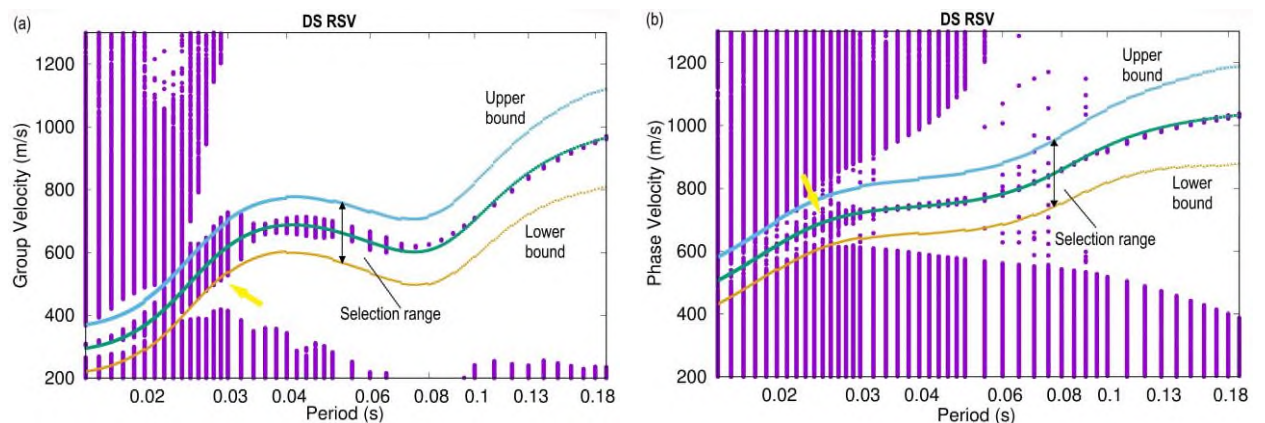 (a)
DS RSV
1200
1000
800
600
400
200
Group Velocity (m/s)
Upper
bound
Lower
bound
Selection range
0.02
0.03
0.04
0.06
0.08
0.1
0.13
0.18
Period (s)
(b)
DS RSV
1200
1000
800
600
400
200
Phase Velocity (m/s)
Upper
bound
Lower
bound
Selection range
0.02
0.03
0.04
0.06
0.08
0.1
0.13
0.18
Period (s)